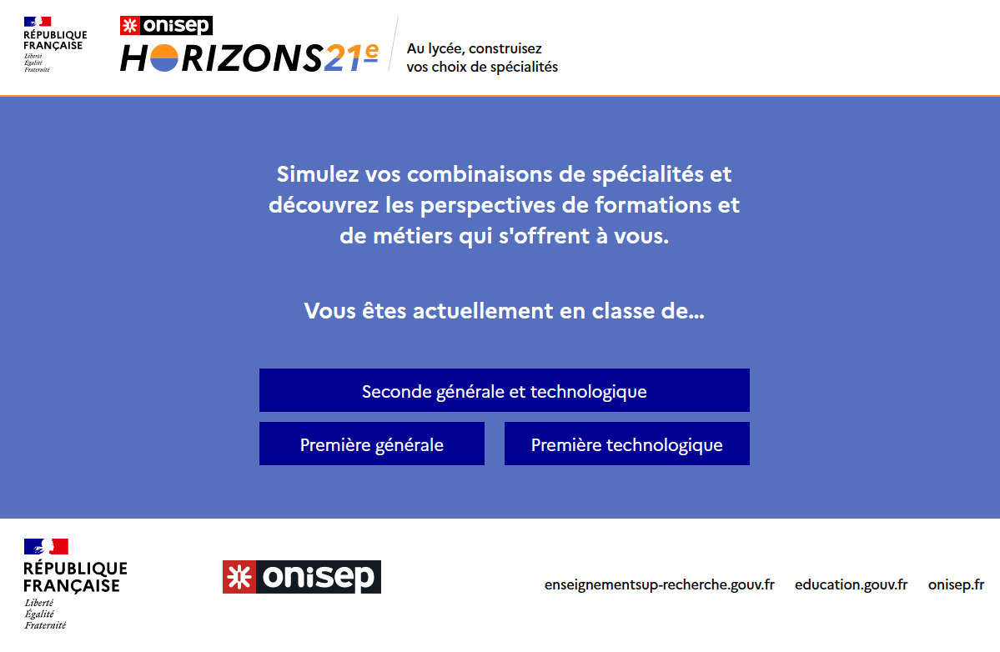 RÉPUBLIQUE
FRANÇAISE
Liberté
Égalité
Fraternité
onisep
HORIZONS21e
Au lycée, construisez
vos choix de spécialités
Simulez vos combinaisons de spécialités et
découvrez les perspectives de formations et
de métiers qui s'offrent à vous.
Vous êtes actuellement en classe de...
Seconde générale et technologique
Première générale
Première technologique
RÉPUBLIQUE
FRANÇAISE
Liberté
Égalité
Fraternité
onisep
enseignementsup-recherche.gouv.fr education.gouv.fr onisep.fr